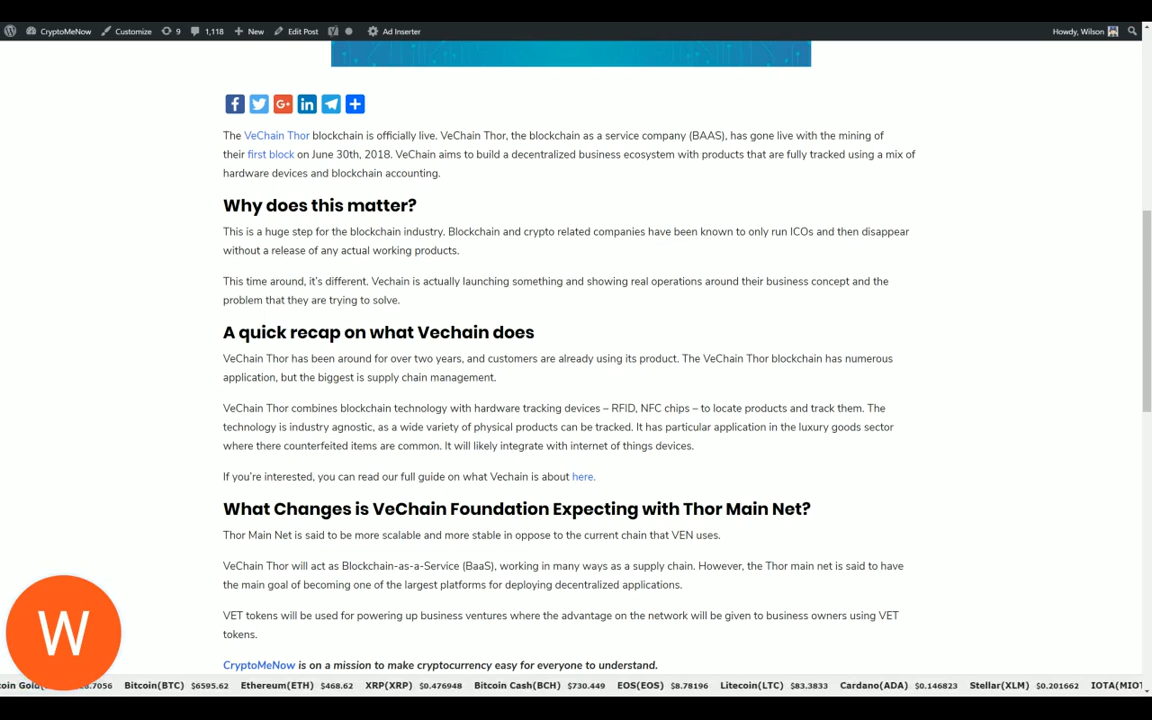 CryptoMeNow Customize 9 1,118 New Edit Post Ad Inserter Howdy, Wilson
The VeChain Thor blockchain is officially live. VeChain Thor, the blockchain as a service company (BAAS), has gone live with the mining of
their first block on June 30th, 2018. VeChain aims to build a decentralized business ecosystem with products that are fully tracked using a mix of
hardware devices and blockchain accounting.
Why does this matter?
This is a huge step for the blockchain industry. Blockchain and crypto related companies have been known to only run ICOs and then disappear
without a release of any actual working products.
This time around, it's different. Vechain is actually launching something and showing real operations around their business concept and the
problem that they are trying to solve.
A quick recap on what Vechain does
VeChain Thor has been around for over two years, and customers are already using its product. The VeChain Thor blockchain has numerous
application, but the biggest is supply chain management.
VeChain Thor combines blockchain technology with hardware tracking devices – RFID, NFC chips – to locate products and track them. The
technology is industry agnostic, as a wide variety of physical products can be tracked. It has particular application in the luxury goods sector
where there counterfeited items are common. It will likely integrate with internet of things devices.
If you're interested, you can read our full guide on what Vechain is about here.
What Changes is VeChain Foundation Expecting with Thor Main Net?
Thor Main Net is said to be more scalable and more stable in oppose to the current chain that VEN uses.
VeChain Thor will act as Blockchain-as-a-Service (BaaS), working in many ways as a supply chain. However, the Thor main net is said to have
the main goal of becoming one of the largest platforms for deploying decentralized applications.
VET tokens will be used for powering up business ventures where the advantage on the network will be given to business owners using VET
tokens.
W
CryptoMeNow is on a mission to make cryptocurrency easy for everyone to understand.
coin Gold( .7056 Bitcoin(BTC) $6595.62 Ethereum(ETH) $468.62 XRP(XRP) $0.476948 Bitcoin Cash(BCH) $730.449 EOS(EOS) $8.78196 Litecoin(LTC) $83.3833 Cardano(ADA) $0.146823 Stellar(XLM) $0.201662 IOTA(MIOT